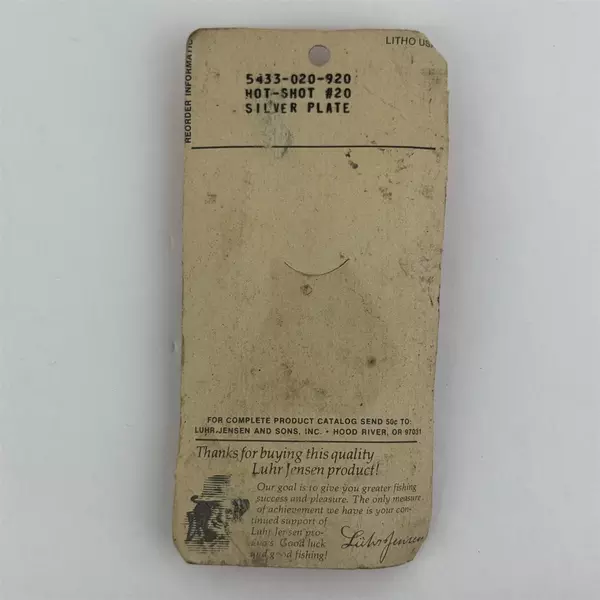 REORDER INFORMATIO
LITHO US
5433-020-920
HOT-SHOT #20
SILVER PLATE
FOR COMPLETE PRODUCT CATALOG SEND 50¢ TO:
LUHR-JENSEN AND SONS, INC. • HOOD RIVER, OR 97031
Thanks for buying this quality
Luhr Jensen product!
Our goal is to give you greater fishing
success and pleasure. The only measure
of achievement we have is your con-
tinued support of
Luhr Jensen pro-
ducts. Good luck
and good fishing!
Luhr Jensen